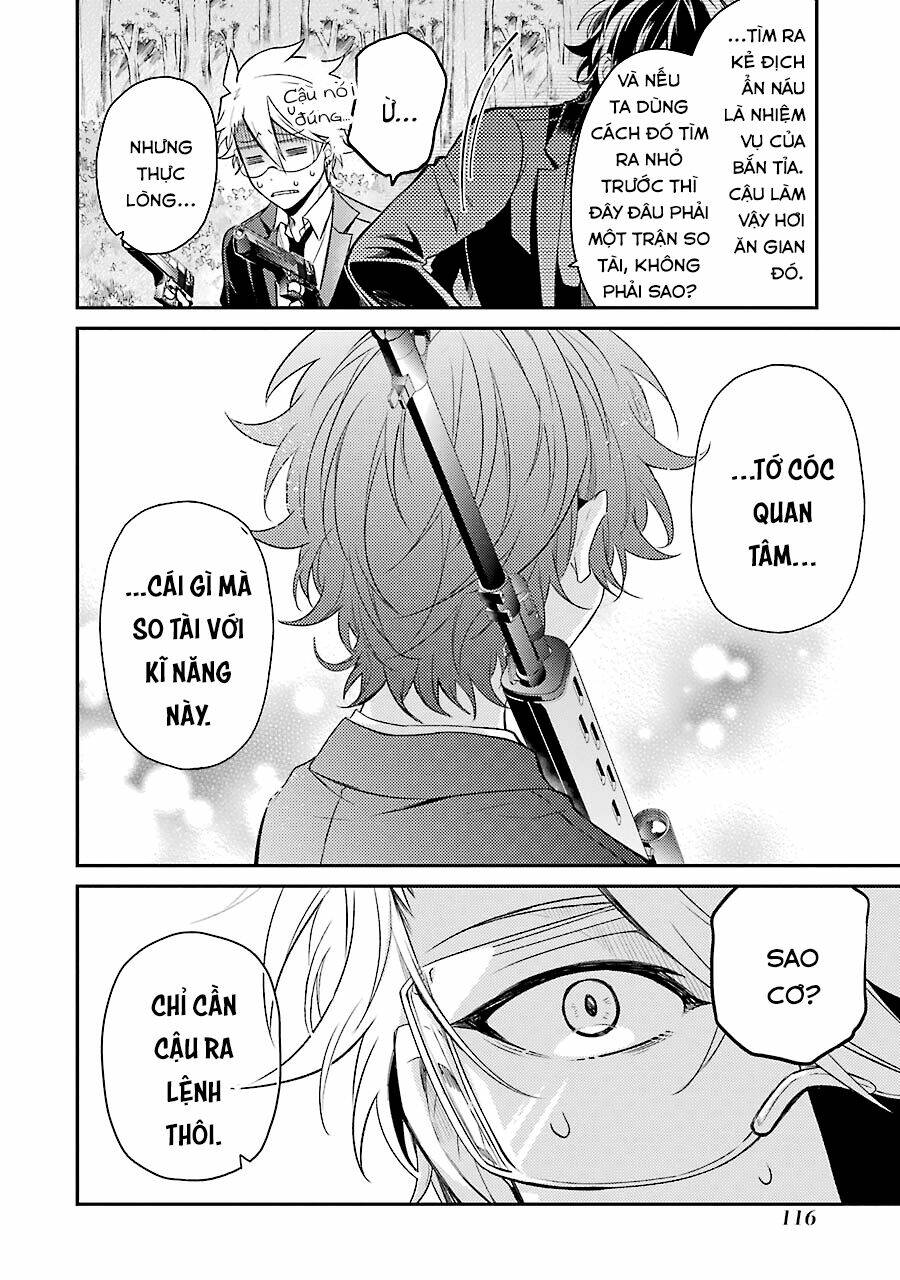 …TÌM RA
KẺ ĐỊCH
ẨN NÁU
LÀ NHIỆM
VỤ CỦA
BẮN TỈA.
CẬU LÀM
VẬY HƠI
ĂN GIAN
ĐÓ.
VÀ NẾU
TA DÙNG
CÁCH ĐÓ TÌM
RA NHỎ
TRƯỚC THÌ
ĐÂY ĐÂU PHẢI
MỘT TRẬN SO
TÀI, KHÔNG
PHẢI SAO?
Ừ…
Cậu nói
đúng...
NHƯNG
THỰC
LÒNG…
…TỚ CÓC
QUAN
TÂM…
…CÁI GÌ MÀ
SO TÀI VỚI
KĨ NĂNG
NÀY.
SAO
CƠ?
CHỈ CẦN
CẬU RA
LỆNH
THÔI.
116